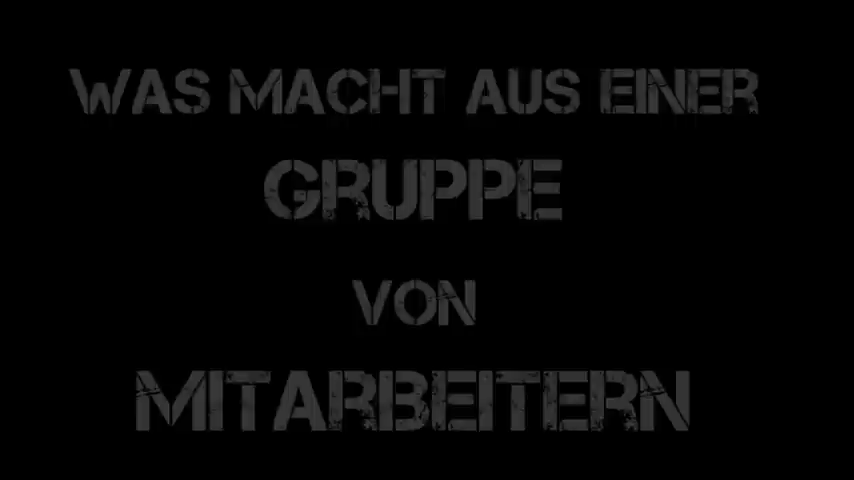 WAS MACHT AUS EINER
GRUPPE
VON
MITARBEITERN